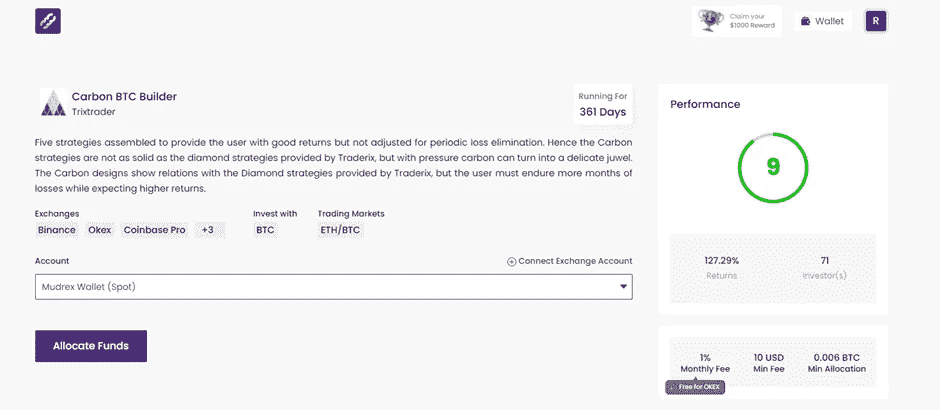 Claim your
$1000 Reward
Wallet
R
Carbon BTC Builder
Trixtrader
Running For
361 Days
Five strategies assembled to provide the user with good returns but not adjusted for periodic loss elimination. Hence the Carbon
strategies are not as solid as the diamond strategies provided by Traderix, but with pressure carbon can turn into a delicate juwel.
The Carbon designs show relations with the Diamond strategies provided by Traderix, but the user must endure more months of
losses while expecting higher returns.
Exchanges
Invest with
Trading Markets
Binance
Okex
Coinbase Pro
+3
BTC
ETH/BTC
Account
Connect Exchange Account
Mudrex Wallet (Spot)
Allocate Funds
Performance
9
127.29%
Returns
71
Investor(s)
1%
Monthly Fee
10 USD
Min Fee
0.006 BTC
Min Allocation
Free for OKEX